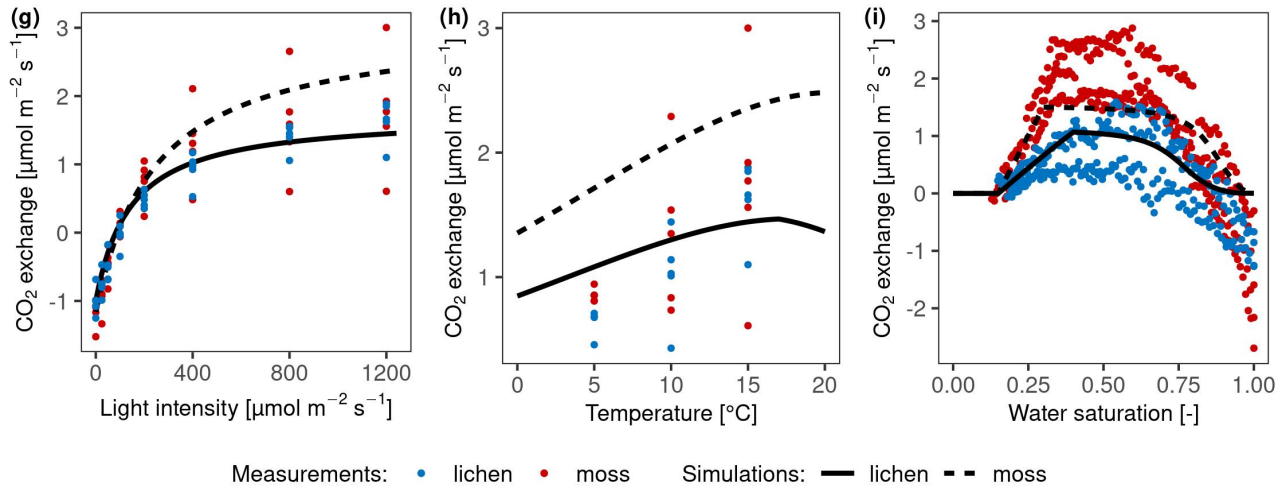 (g)
CO₂ exchange [µmol m⁻² s⁻¹]
3
2
1
0
-1
0 400 800 1200
Light intensity [µmol m⁻² s⁻¹]
(h)
CO₂ exchange [µmol m⁻² s⁻¹]
3
2
1
0 5 10 15 20
Temperature [°C]
(i)
CO₂ exchange [µmol m⁻² s⁻¹]
3
2
1
0
-1
-2
0.00 0.25 0.50 0.75 1.00
Water saturation [-]
Measurements: lichen moss Simulations: lichen moss